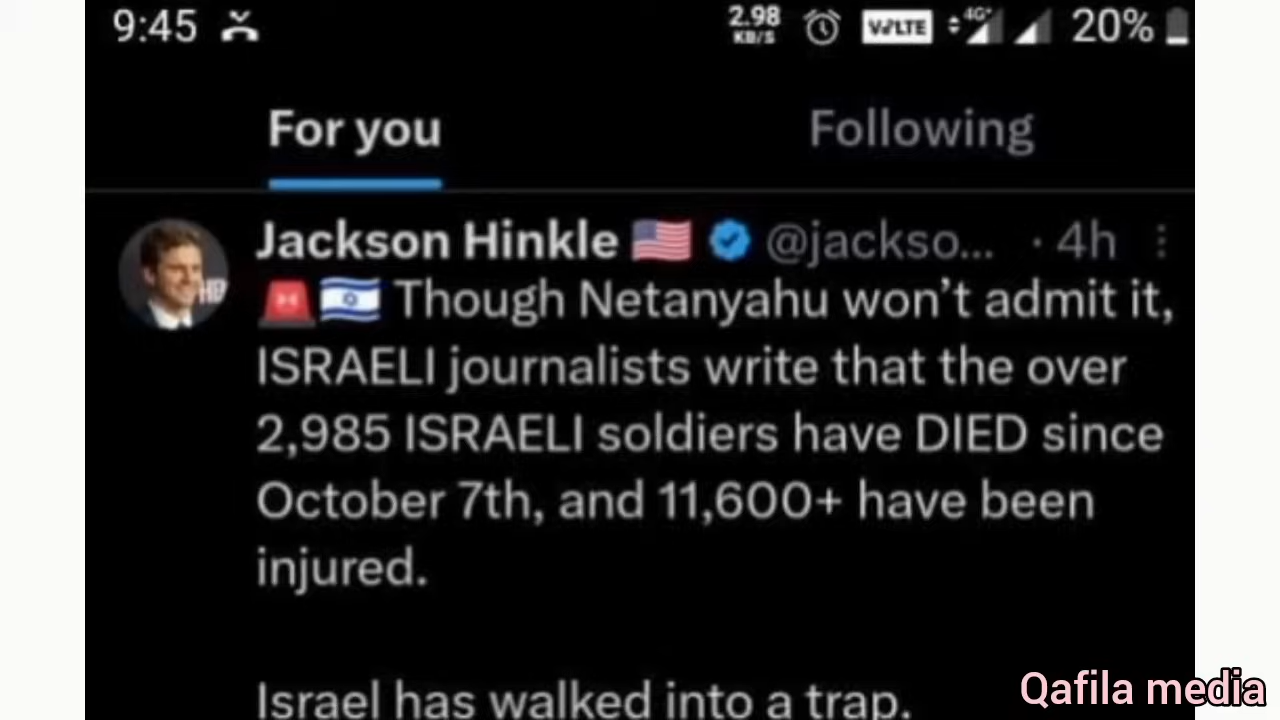 9:45 2.98 KB/S VoLTE 4G+ 20%
For you Following
Jackson Hinkle 🇺🇸 @jackso... · 4h
🚨🇮🇱 Though Netanyahu won’t admit it,
ISRAELI journalists write that the over
2,985 ISRAELI soldiers have DIED since
October 7th, and 11,600+ have been
injured.
Israel has walked into a trap.
Qafila media